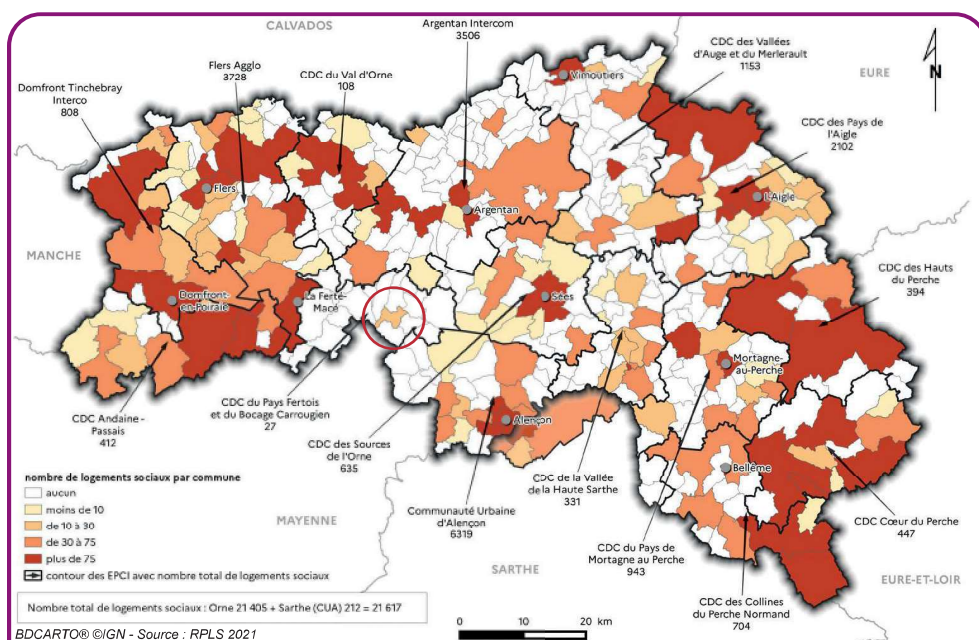 CALVADOS
Argentan Intercom
3506
Flers Agglo
3728
CDC du Val d'Orne
108
Domfront Tinchebray
Interco
808
CDC des Vallées
d'Auge et du Merlerault
1153
EURE
N
Vimoutiers
CDC des Pays de
l'Aigle
2102
Flers
Argentan
L'Aigle
MANCHE
CDC des Hauts
du Perche
394
Domfront-
en-Poiraie
La Ferté-
Macé
Sées
Mortagne-
au-Perche
CDC Andaine -
Passais
412
CDC du Pays Fertois
et du Bocage Carrougien
27
CDC des Sources
de l'Orne
635
Alençon
Bellême
CDC de la Vallée
de la Haute Sarthe
331
Communauté Urbaine
d'Alençon
6319
CDC Cœur du Perche
447
CDC du Pays de
Mortagne au Perche
943
CDC des Collines
du Perche Normand
704
MAYENNE
SARTHE
EURE-ET-LOIR
nombre de logements sociaux par commune
aucun
moins de 10
de 10 à 30
de 30 à 75
plus de 75
contour des EPCI avec nombre total de logements sociaux
Nombre total de logements sociaux : Orne 21 405 + Sarthe (CUA) 212 = 21 617
0 10 20 km
BDCARTO® ©IGN - Source : RPLS 2021